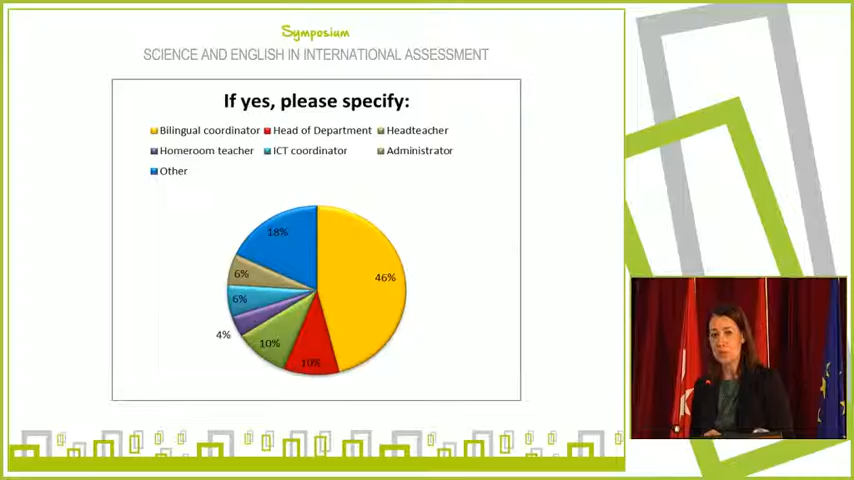 Symposium
SCIENCE AND ENGLISH IN INTERNATIONAL ASSESSMENT
If yes, please specify:
Bilingual coordinator Head of Department Headteacher
Homeroom teacher ICT coordinator Administrator
Other
18%
46%
6%
6%
4%
10%
10%